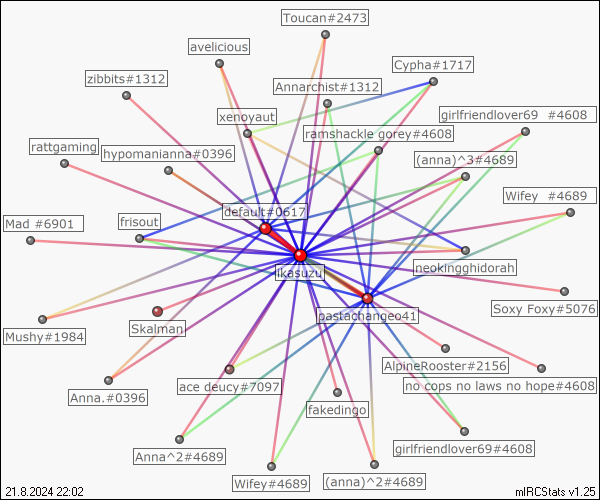 Toucan#2473
avelicious
Cypha#1717
zibbits#1312
Annarchist#1312
xenoyaut
girlfriendlover69 #4608
ramshackle gorey#4608
rattgaming
hypomanianna#0396
(anna)^3#4689
Wifey #4689
default#0617
Mad #6901
frisout
ikasuzu
neokingghidorah
Soxy Foxy#5076
pastachangeo41
Skalman
Mushy#1984
AlpineRooster#2156
ace deucy#7097
no cops no laws no hope#4608
Anna.#0396
fakedingo
girlfriendlover69#4608
Anna^2#4689
Wifey#4689
(anna)^2#4689
21.8.2024 22:02
mIRCStats v1.25